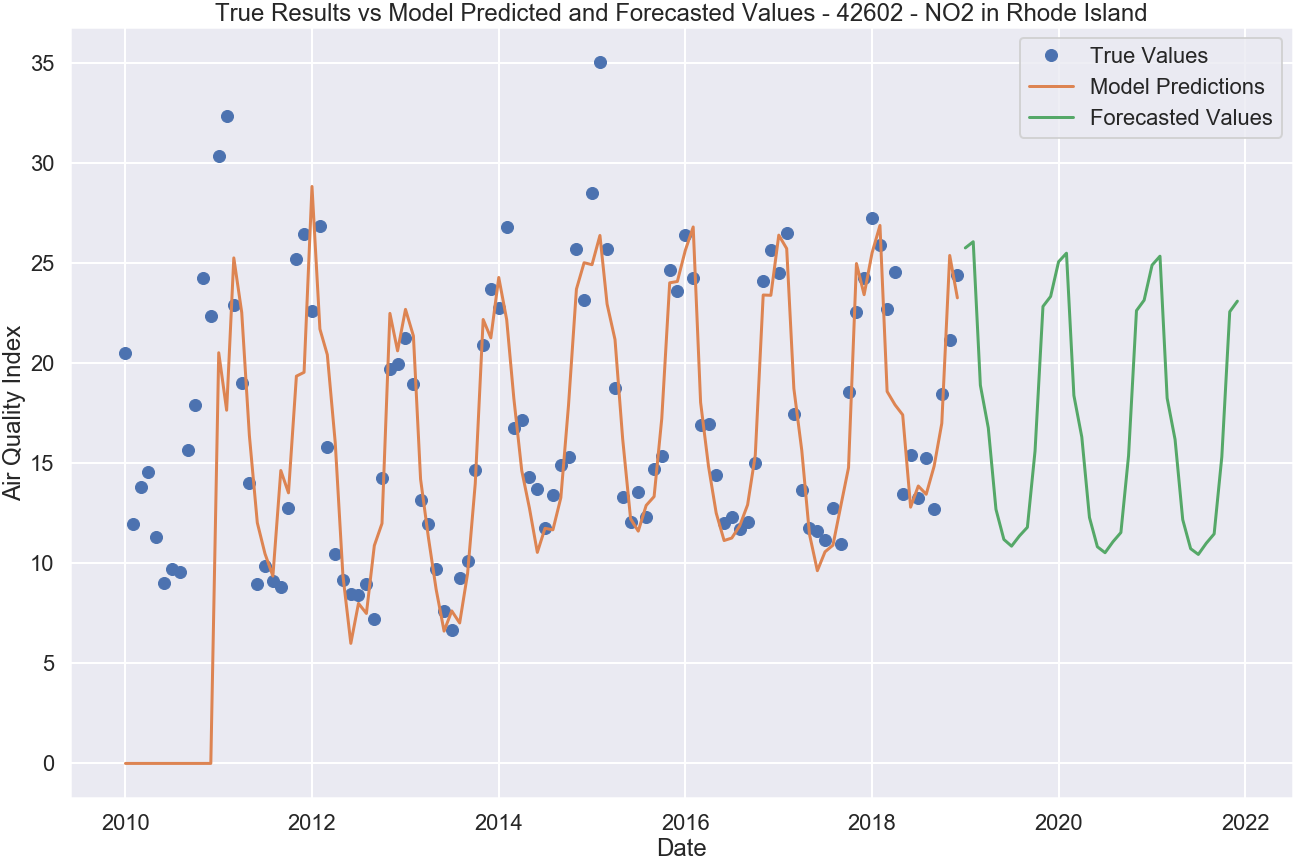 True Results vs Model Predicted and Forecasted Values - 42602 - NO2 in Rhode Island
True Values
Model Predictions
Forecasted Values
Air Quality Index
35
30
25
20
15
10
5
0
2010
2012
2014
2016
2018
2020
2022
Date